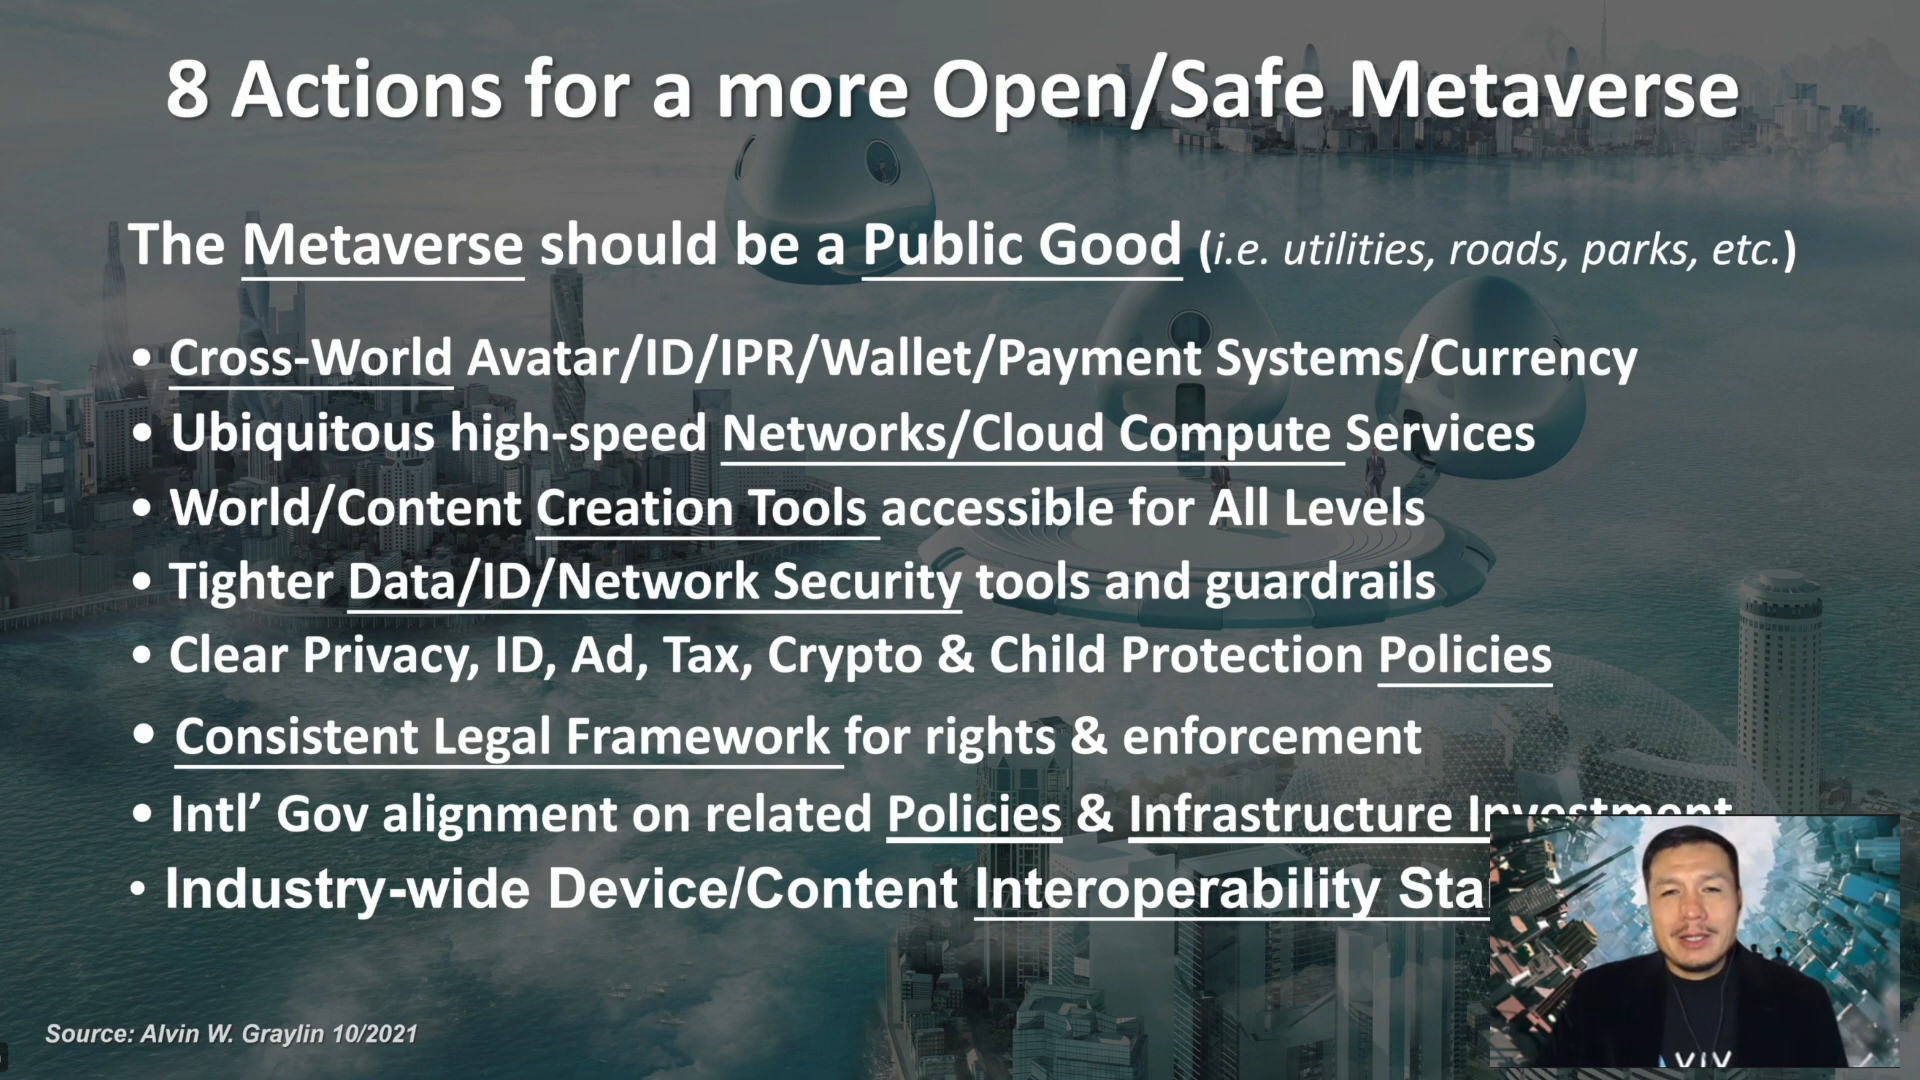 8 Actions for a more Open/Safe Metaverse
The Metaverse should be a Public Good (i.e. utilities, roads, parks, etc.)
• Cross-World Avatar/ID/IPR/Wallet/Payment Systems/Currency
• Ubiquitous high-speed Networks/Cloud Compute Services
• World/Content Creation Tools accessible for All Levels
• Tighter Data/ID/Network Security tools and guardrails
• Clear Privacy, ID, Ad, Tax, Crypto & Child Protection Policies
• Consistent Legal Framework for rights & enforcement
• Intl’ Gov alignment on related Policies & Infrastructure Investment
• Industry-wide Device/Content Interoperability
Source: Alvin W. Graylin 10/2021